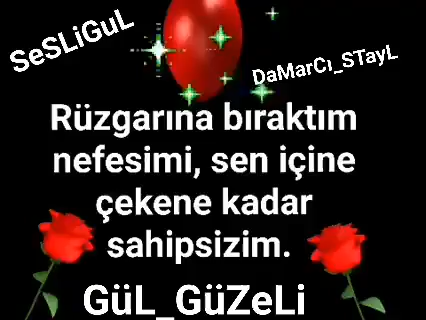 SeSLiGuL
DaMarCı_STayL
Rüzgarına bıraktım
nefesimi, sen içine
çekene kadar
sahipsizim.
GüL_GüZeLi